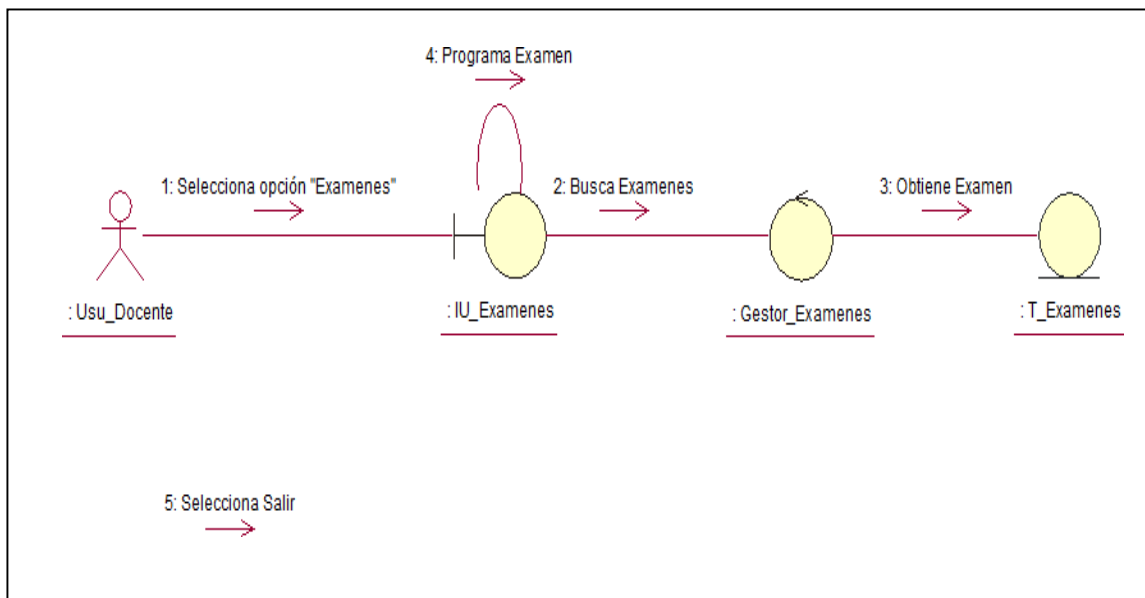 4: Programa Examen
1: Selecciona opción "Examenes"
2: Busca Examenes
3: Obtiene Examen
: Usu_Docente
: IU_Examenes
: Gestor_Examenes
: T_Examenes
5: Selecciona Salir